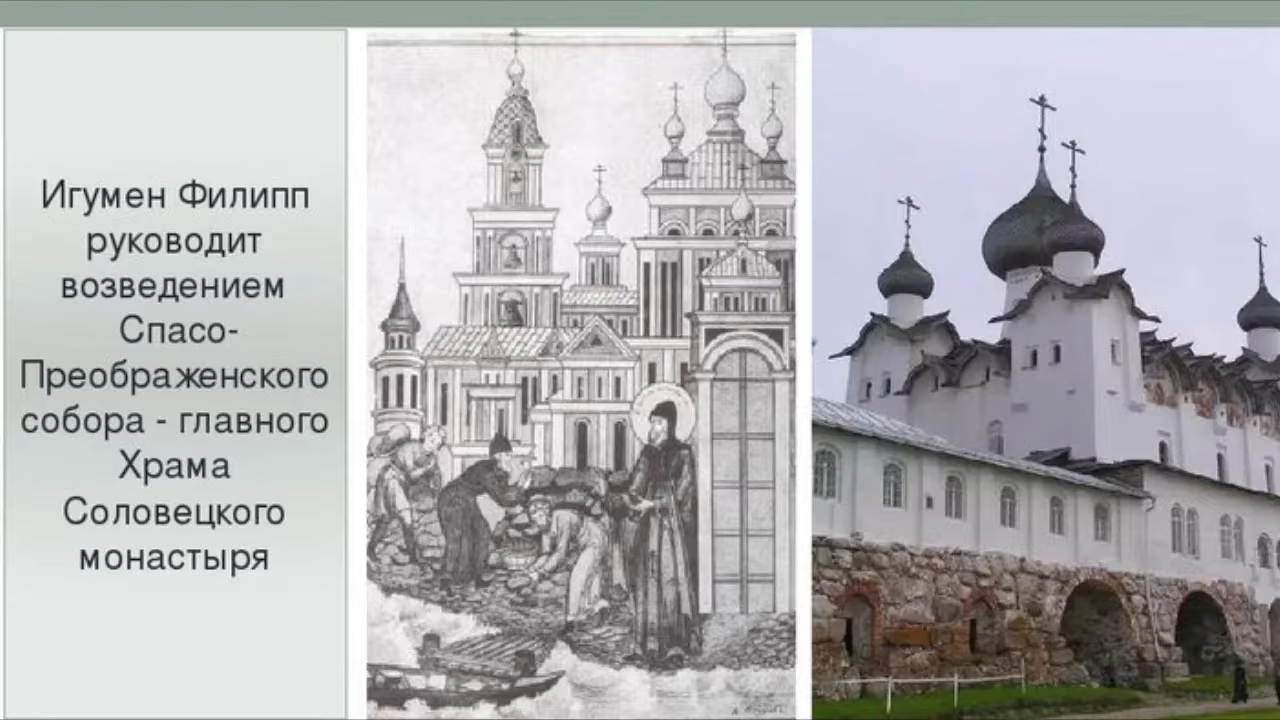 Игумен Филипп
руководит
возведением
Спасо-
Преображенского
собора - главного
Храма
Соловецкого
монастыря